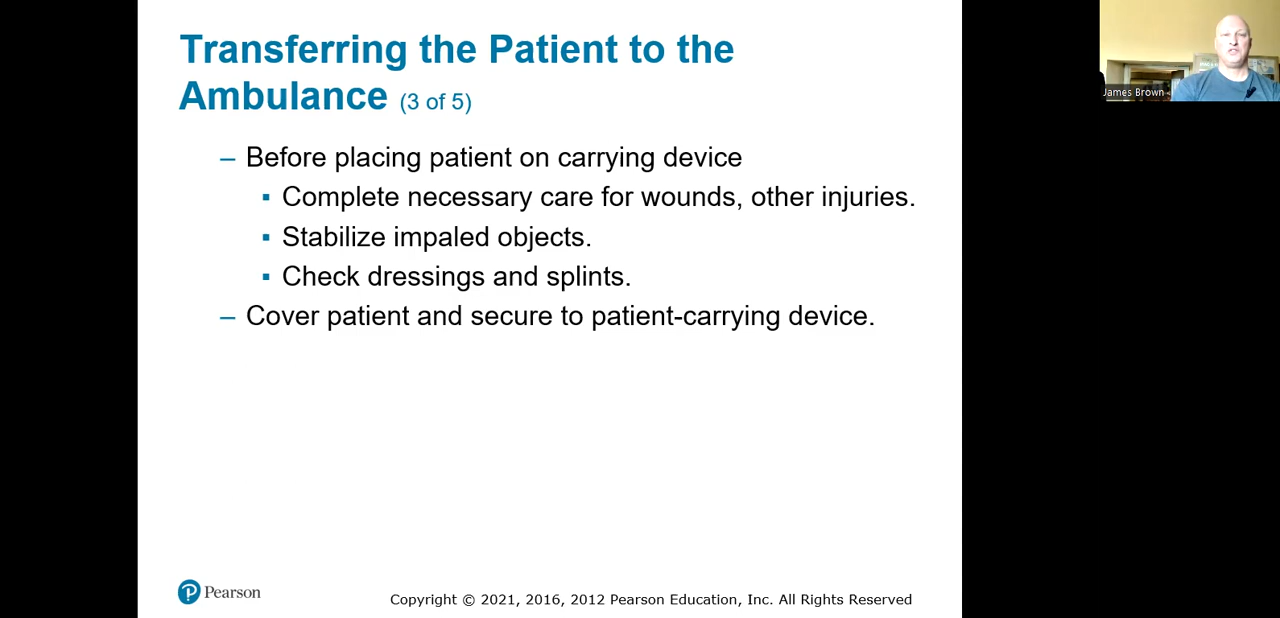 Transferring the Patient to the
Ambulance (3 of 5)
– Before placing patient on carrying device
▪ Complete necessary care for wounds, other injuries.
▪ Stabilize impaled objects.
▪ Check dressings and splints.
– Cover patient and secure to patient-carrying device.
James Brown
Pearson
Copyright © 2021, 2016, 2012 Pearson Education, Inc. All Rights Reserved